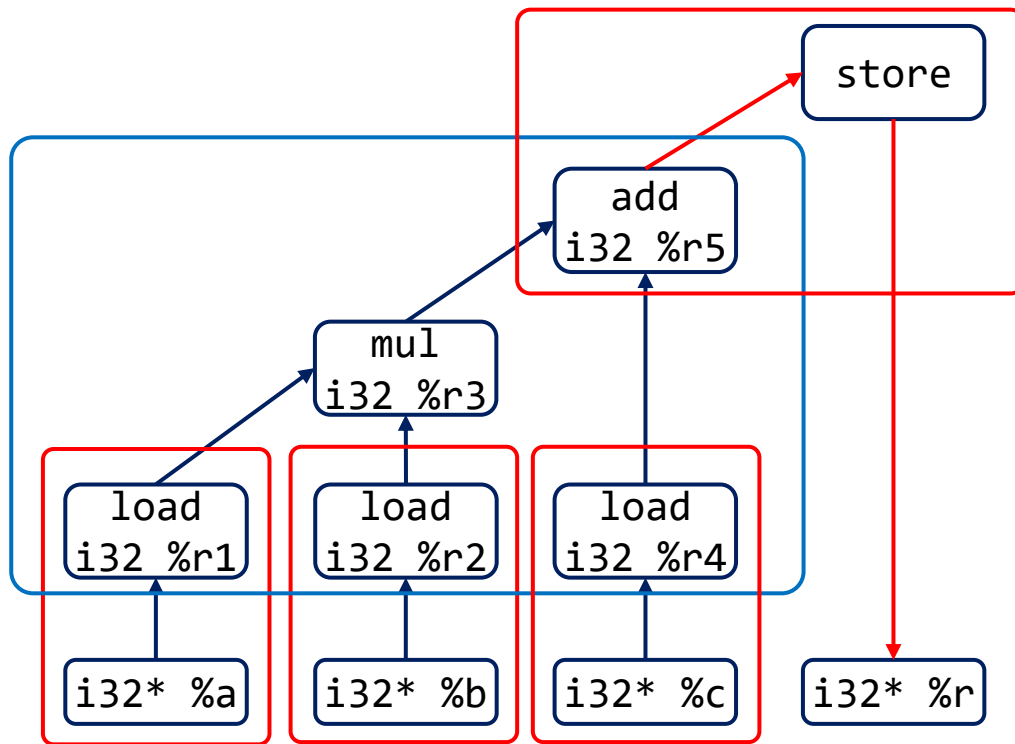 store
add
i32 %r5
mul
i32 %r3
load
i32 %r1
load
i32 %r2
load
i32 %r4
i32* %a
i32* %b
i32* %c
i32* %r